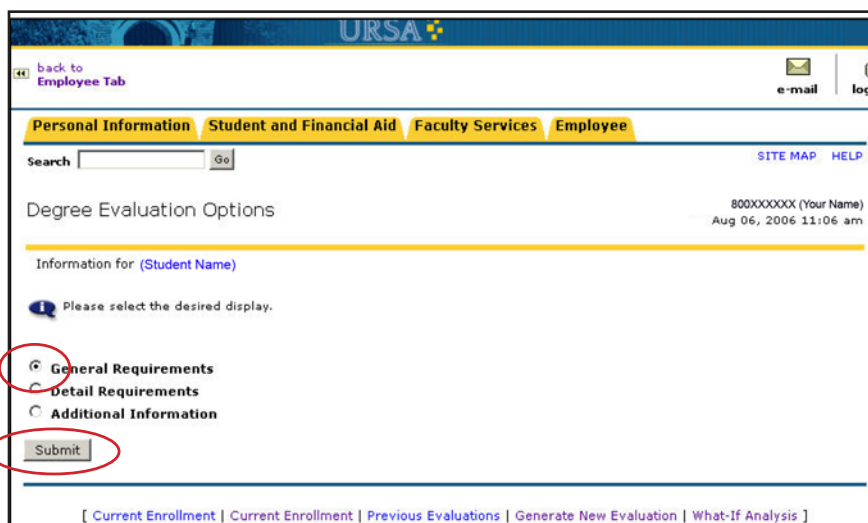 URSA
back to
Employee Tab
e-mail
Personal Information Student and Financial Aid Faculty Services Employee
Search Go SITE MAP HELP
Degree Evaluation Options
800XXXXXX (Your Name)
Aug 06, 2006 11:06 am
Information for (Student Name)
Please select the desired display.
General Requirements
Detail Requirements
Additional Information
Submit
[ Current Enrollment | Current Enrollment | Previous Evaluations | Generate New Evaluation | What-If Analysis ]